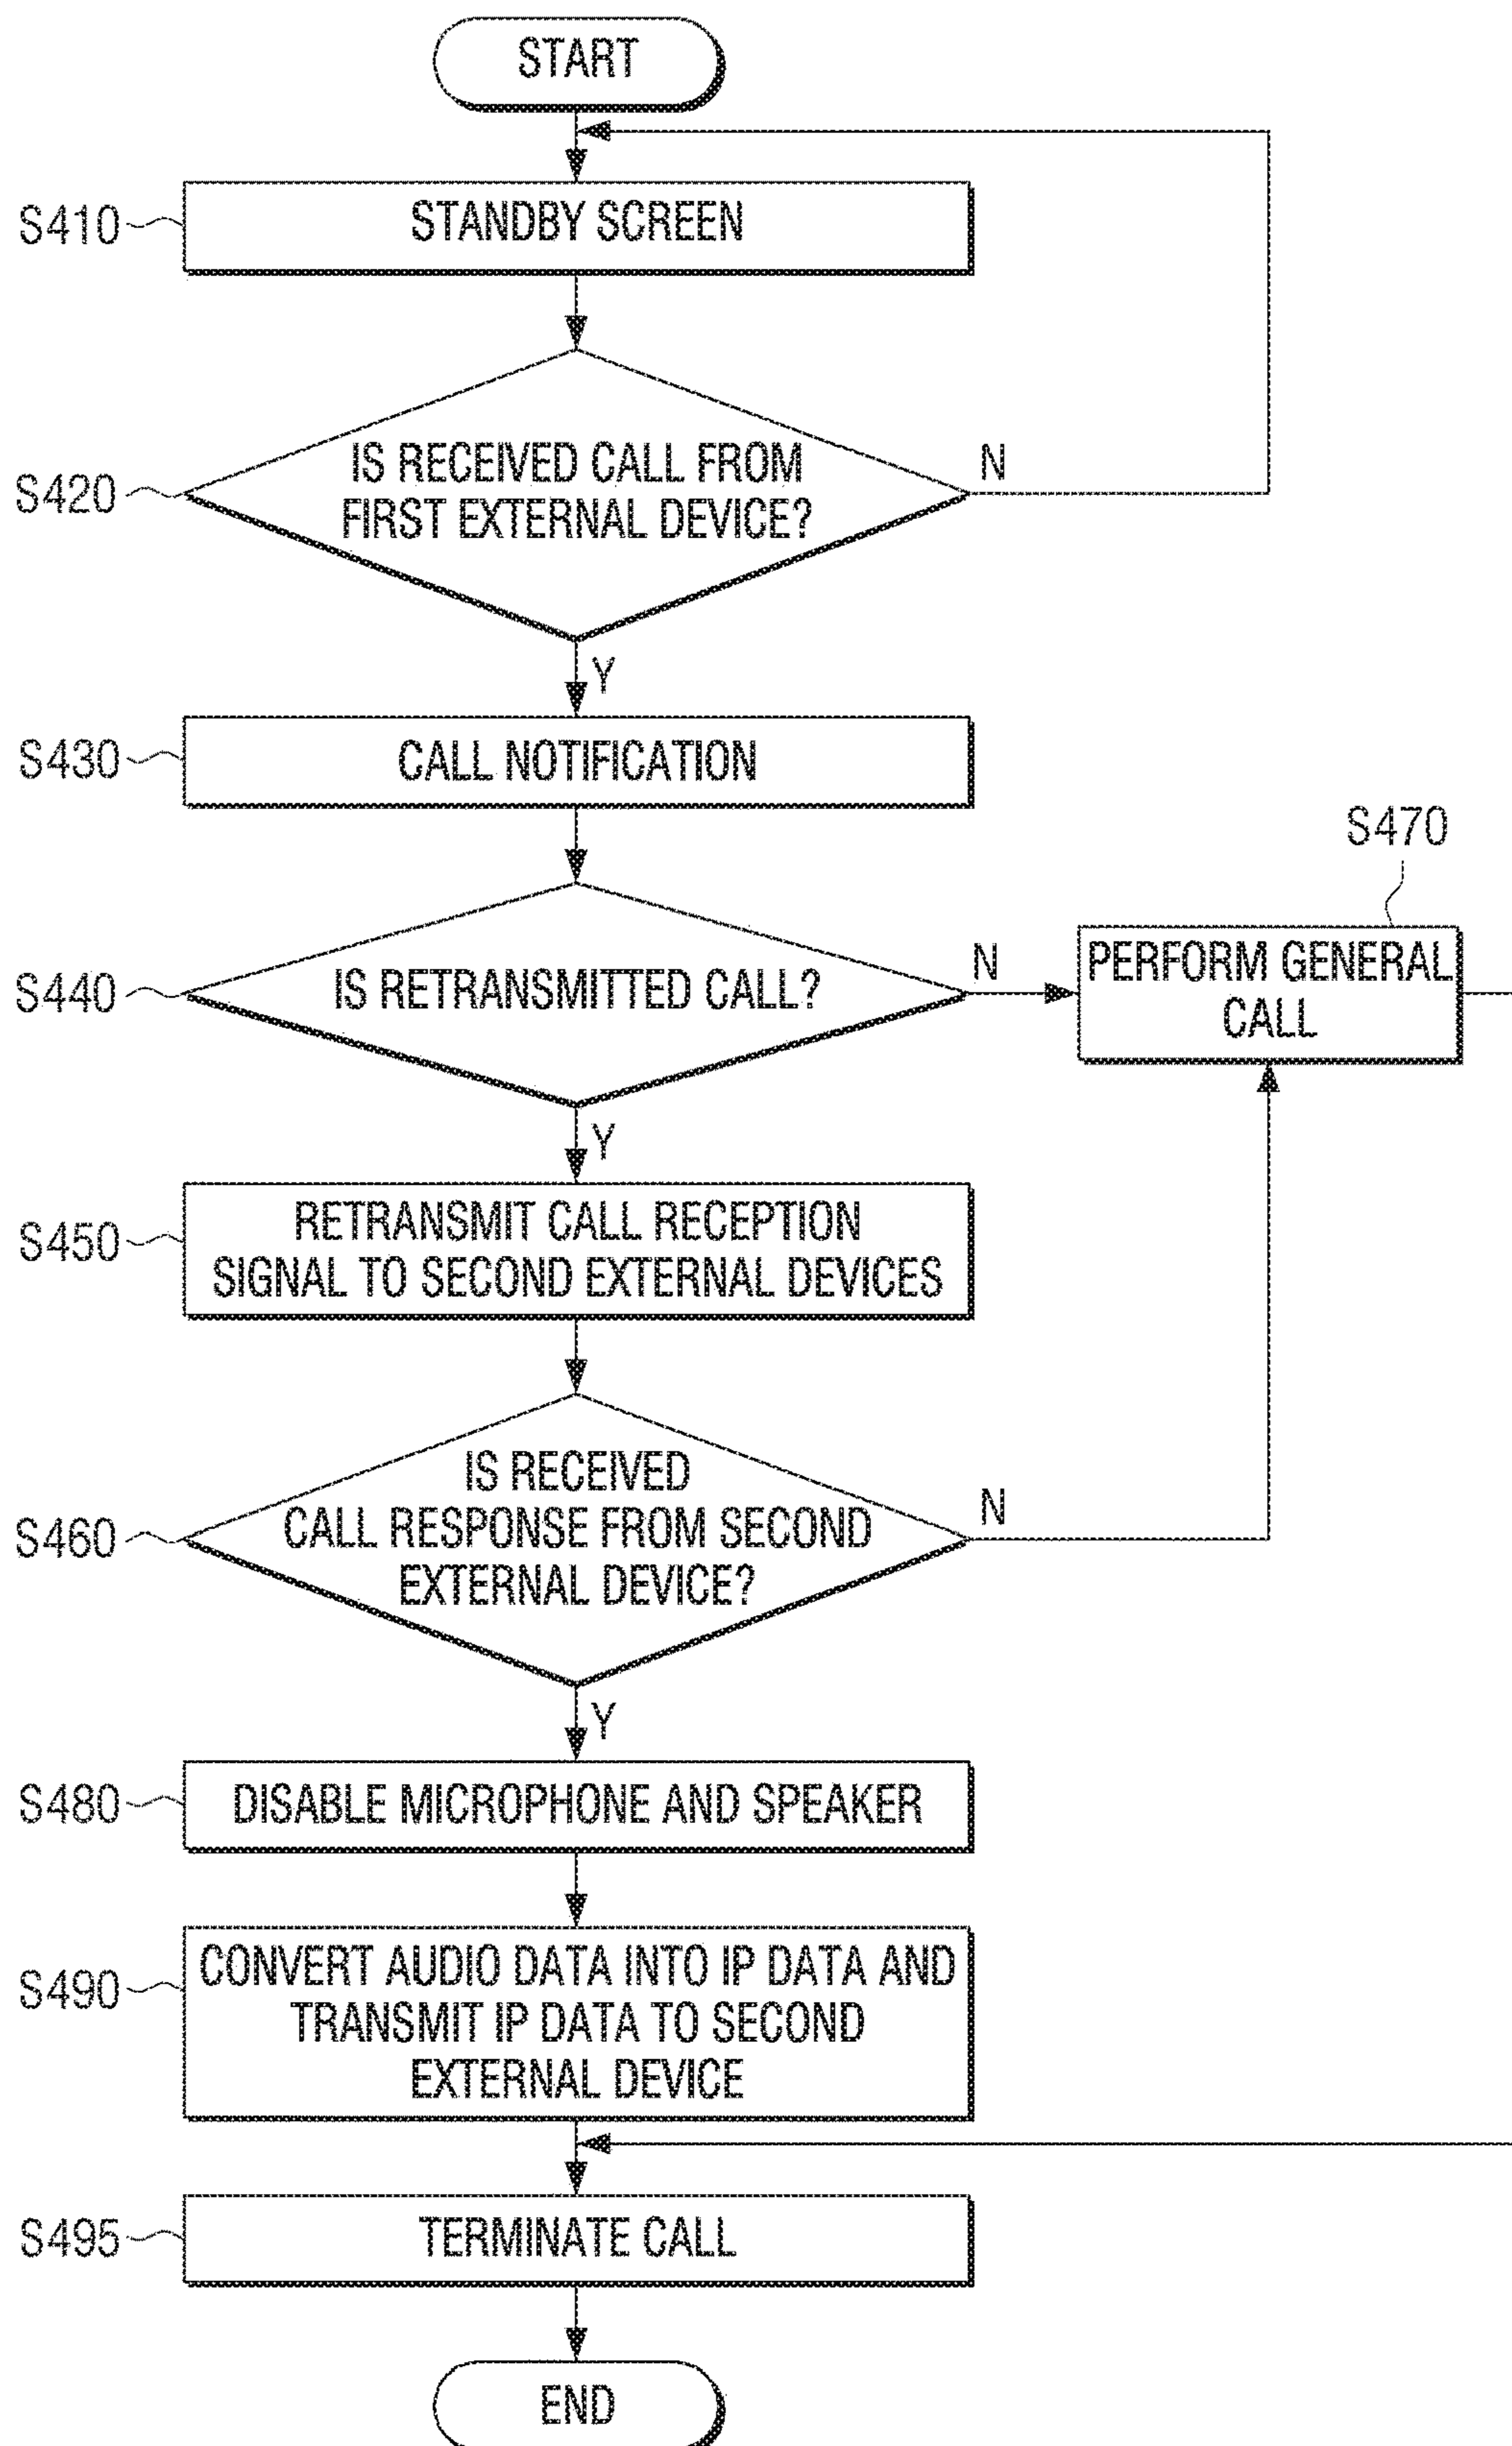 START
S410
STANDBY SCREEN
S420
IS RECEIVED CALL FROM
FIRST EXTERNAL DEVICE?
N
Y
S430
CALL NOTIFICATION
S440
IS RETRANSMITTED CALL?
N
S470
PERFORM GENERAL
CALL
Y
S450
RETRANSMIT CALL RECEPTION
SIGNAL TO SECOND EXTERNAL DEVICES
S460
IS RECEIVED
CALL RESPONSE FROM SECOND
EXTERNAL DEVICE?
N
Y
S480
DISABLE MICROPHONE AND SPEAKER
S490
CONVERT AUDIO DATA INTO IP DATA AND
TRANSMIT IP DATA TO SECOND
EXTERNAL DEVICE
S495
TERMINATE CALL
END